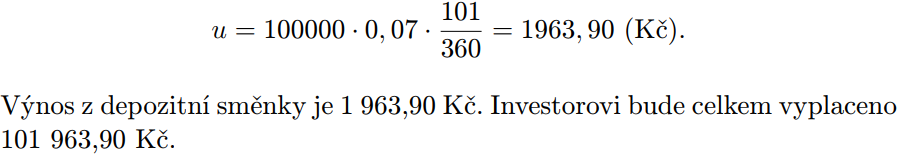 u = 100000 · 0, 07 · 101/360 = 1963, 90 (Kč).
Výnos z depozitní směnky je 1 963,90 Kč. Investorovi bude celkem vyplaceno
101 963,90 Kč.